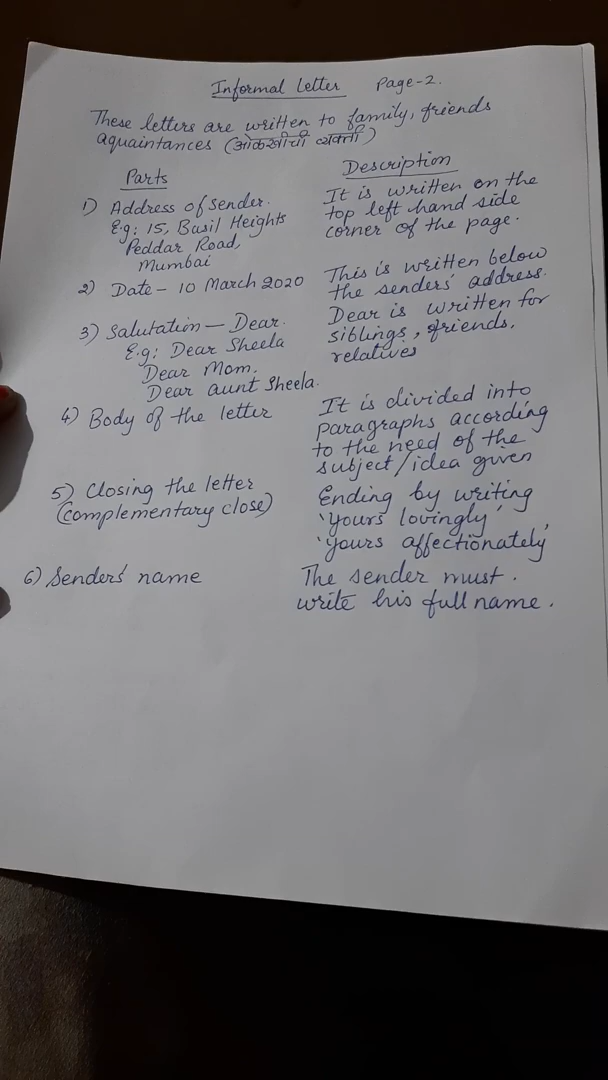 Informal Letter Page-2.
These letters are written to family, friends
aquaintances (ओळखीची व्यक्ती)
Parts
Description
1) Address of sender.
E.g: 15, Basil Heights
Peddar Road,
Mumbai
It is written on the
top left hand side
corner of the page.
2) Date - 10 March 2020
This is written below
the senders' address.
3) Salutation - Dear.
E.g: Dear Sheela
Dear Mom,
Dear aunt Sheela.
Dear is written for
siblings, friends,
relatives
4) Body of the letter
It is divided into
paragraphs according
to the need of the
subject/idea given
5) Closing the letter
(complementary close)
Ending by writing
'yours lovingly'
'yours affectionately'
6) Senders' name
The sender must.
write his full name.